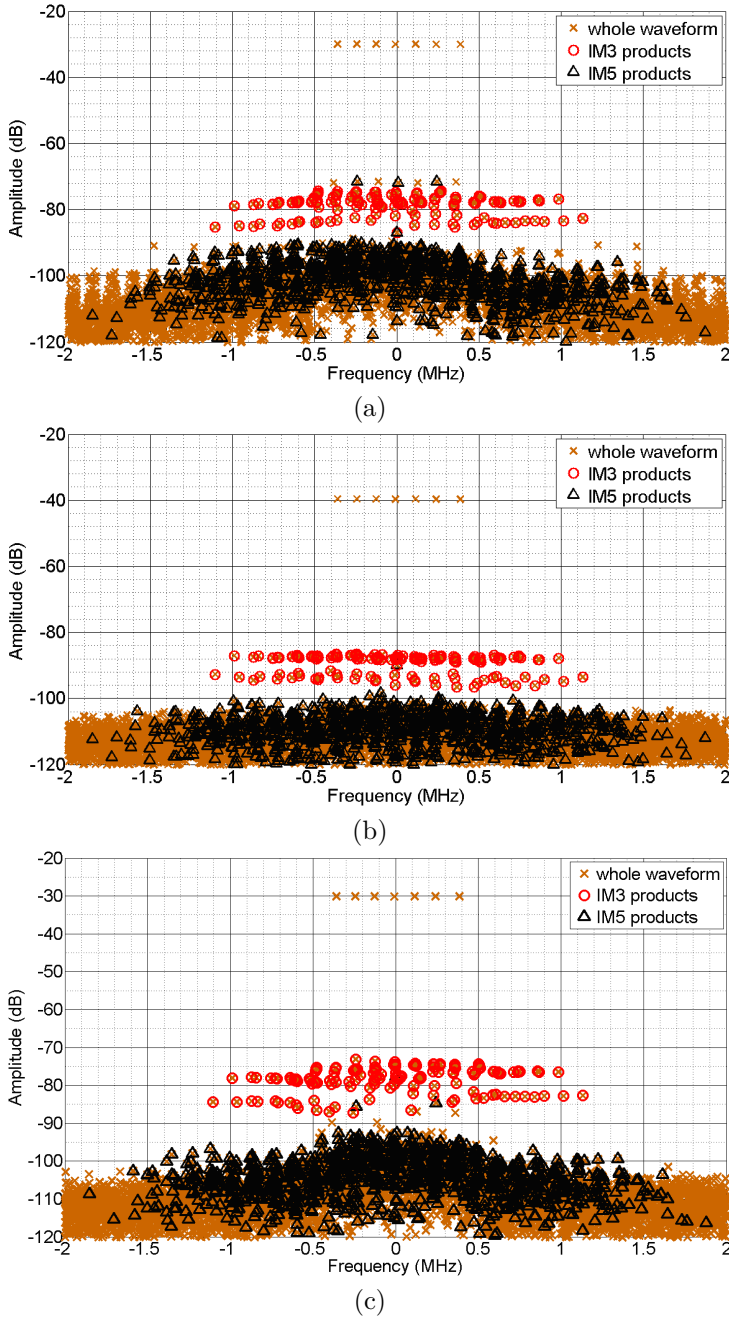 -20
-40
-60
-80
-100
-120
Amplitude (dB)
whole waveform
IM3 products
IM5 products
-2 -1.5 -1 -0.5 0 0.5 1 1.5 2
Frequency (MHz)
(a)
-20
-40
-60
-80
-100
-120
Amplitude (dB)
whole waveform
IM3 products
IM5 products
-2 -1.5 -1 -0.5 0 0.5 1 1.5 2
Frequency (MHz)
(b)
-20
-30
-40
-50
-60
-70
-80
-90
-100
-110
-120
Amplitude (dB)
whole waveform
IM3 products
IM5 products
-2 -1.5 -1 -0.5 0 0.5 1 1.5 2
Frequency (MHz)
(c)